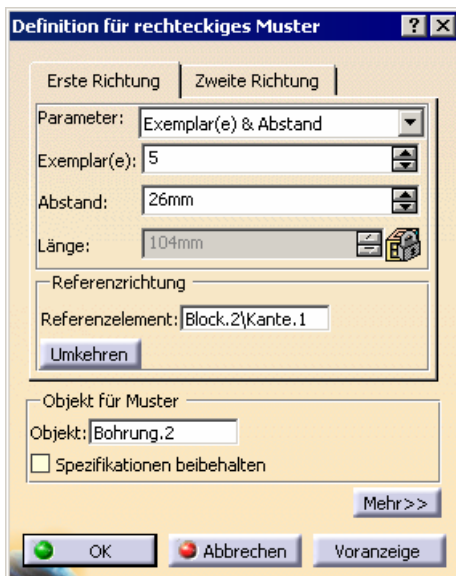 Definition für rechteckiges Muster ? X
Erste Richtung Zweite Richtung
Parameter: Exemplar(e) & Abstand
Exemplar(e): 5
Abstand: 26mm
Länge: 104mm
Referenzrichtung
Referenzelement: Block.2\Kante.1
Umkehren
Objekt für Muster
Objekt: Bohrung.2
Spezifikationen beibehalten
Mehr>>
OK Abbrechen Voranzeige